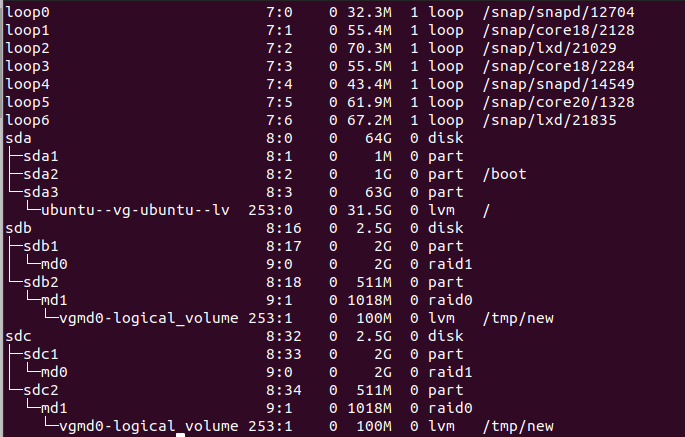 loop0                       7:0    0 32.3M  1 loop  /snap/snapd/12704
loop1                       7:1    0 55.4M  1 loop  /snap/core18/2128
loop2                       7:2    0 70.3M  1 loop  /snap/lxd/21029
loop3                       7:3    0 55.5M  1 loop  /snap/core18/2284
loop4                       7:4    0 43.4M  1 loop  /snap/snapd/14549
loop5                       7:5    0 61.9M  1 loop  /snap/core20/1328
loop6                       7:6    0 67.2M  1 loop  /snap/lxd/21835
sda                         8:0    0   64G  0 disk
├─sda1                      8:1    0    1M  0 part
├─sda2                      8:2    0    1G  0 part  /boot
└─sda3                      8:3    0   63G  0 part
  └─ubuntu--vg-ubuntu--lv 253:0    0 31.5G  0 lvm   /
sdb                         8:16   0  2.5G  0 disk
├─sdb1                      8:17   0    2G  0 part
│ └─md0                     9:0    0    2G  0 raid1
└─sdb2                      8:18   0  511M  0 part
  └─md1                     9:1    0 1018M  0 raid0
    └─vgmd0-logical_volume 253:1   0  100M  0 lvm   /tmp/new
sdc                         8:32   0  2.5G  0 disk
├─sdc1                      8:33   0    2G  0 part
│ └─md0                     9:0    0    2G  0 raid1
└─sdc2                      8:34   0  511M  0 part
  └─md1                     9:1    0 1018M  0 raid0
    └─vgmd0-logical_volume 253:1   0  100M  0 lvm   /tmp/new